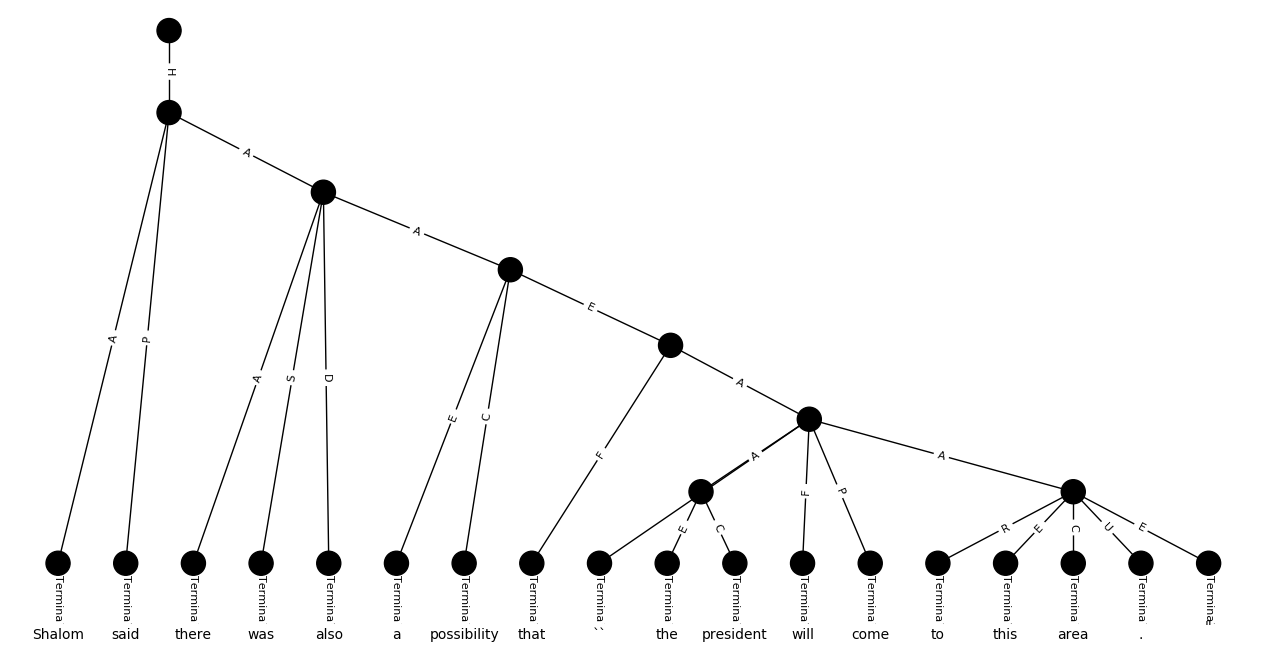 H
A
A
A
E
A P
A
A S D
E C
A A
F
F P
E C
R E C U E
Terminal Terminal Terminal Terminal Terminal Terminal Terminal Terminal Terminal Terminal Terminal Terminal Terminal Terminal Terminal Terminal Terminal Terminal
Shalom said there was also a possibility that the president will come to this area .